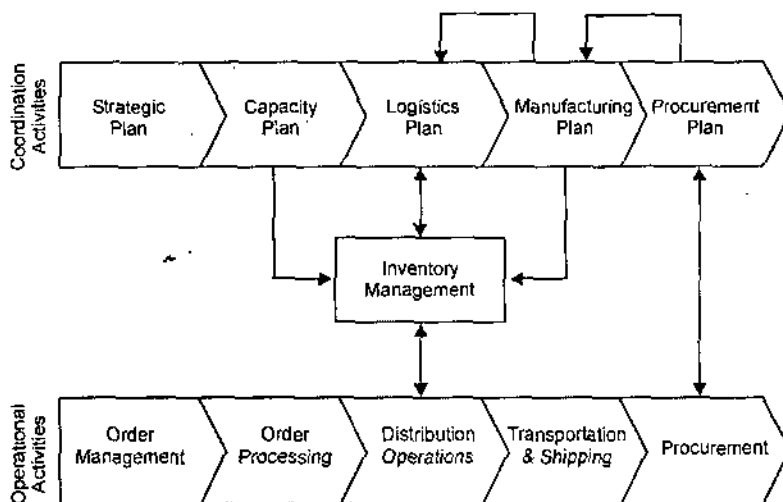 Coordination
Activities
Strategic
Plan
Capacity
Plan
Logistics
Plan
Manufacturing
Plan
Procurement
Plan
Inventory
Management
Operational
Activities
Order
Management
Order
Processing
Distribution
Operations
Transportation
& Shipping
Procurement